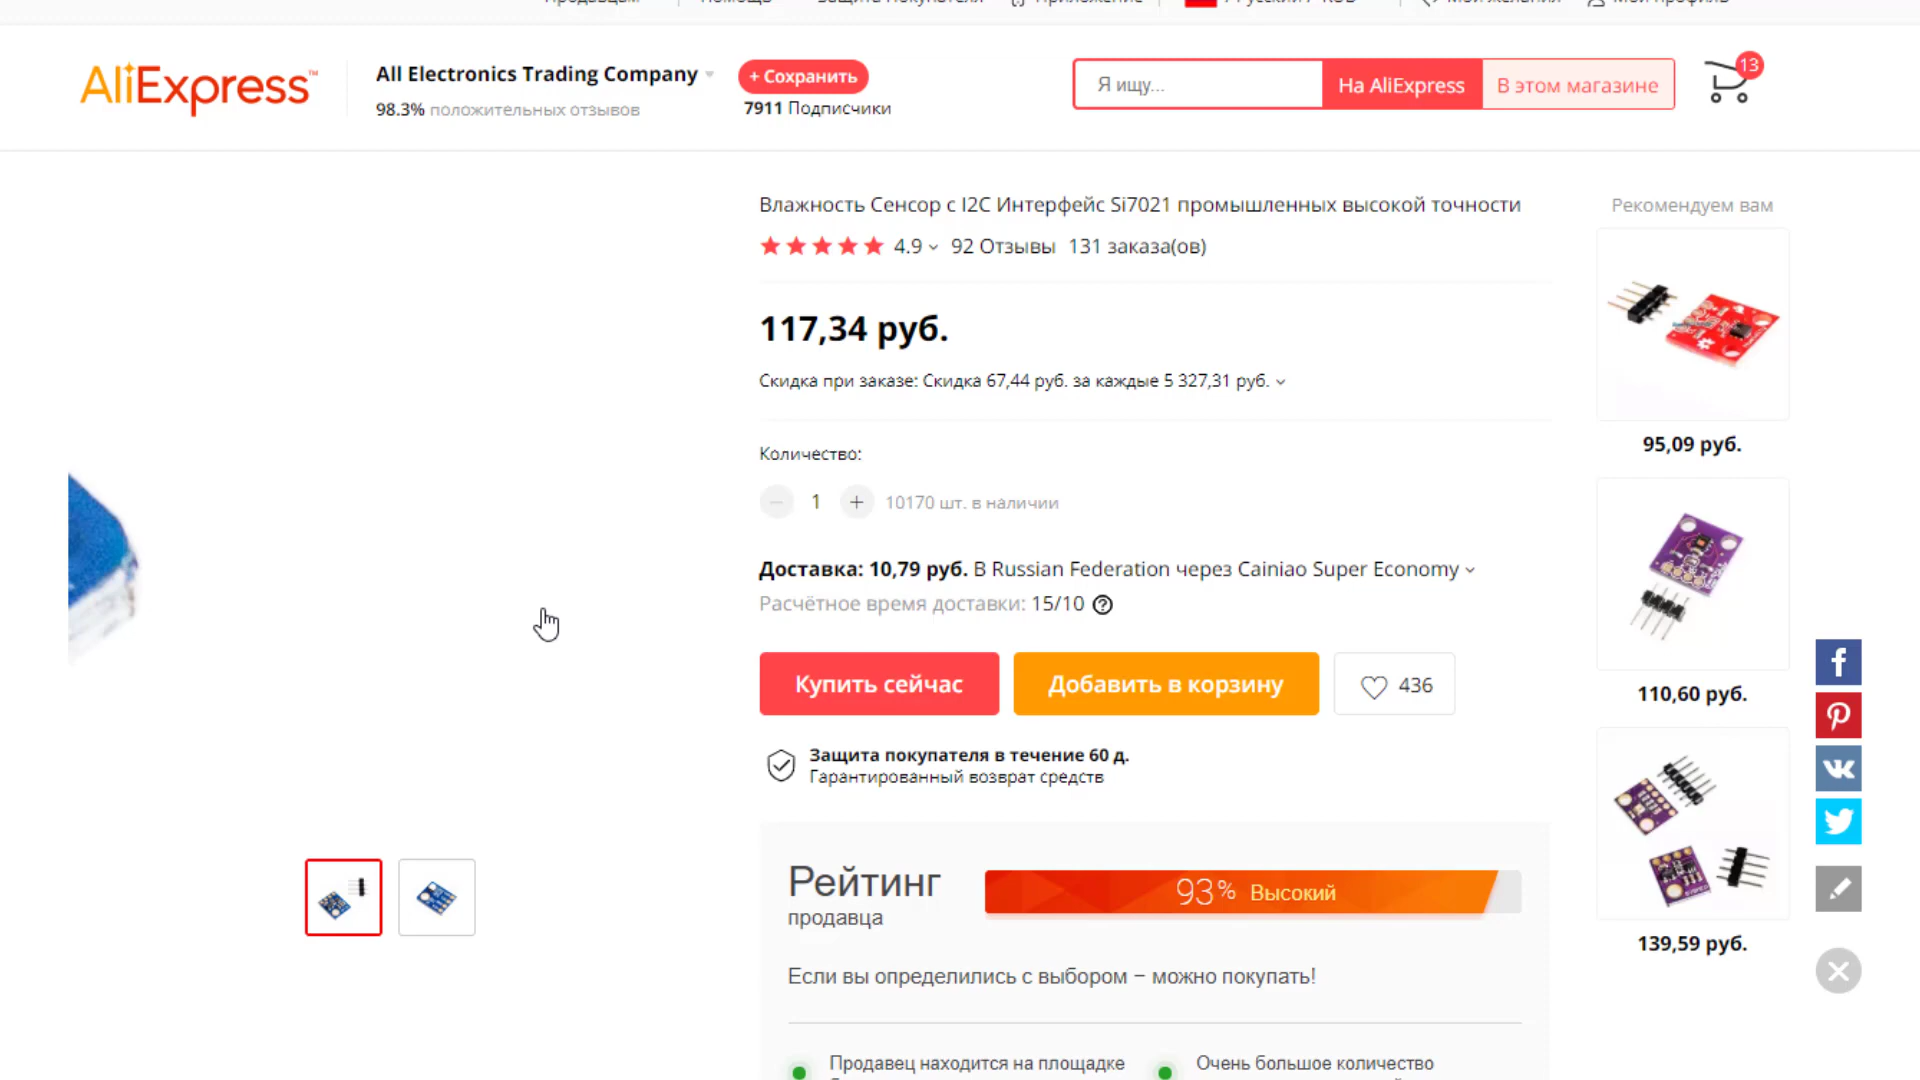 AliExpress™
All Electronics Trading Company
98.3% положительных отзывов
+ Сохранить
7911 Подписчики
Я ищу...
На AliExpress
В этом магазине
13
Влажность Сенсор с I2C Интерфейс Si7021 промышленных высокой точности
4.9
92 Отзывы
131 заказа(ов)
117,34 руб.
Скидка при заказе: Скидка 67,44 руб. за каждые 5 327,31 руб.
Количество:
− 1 + 10170 шт. в наличии
Доставка: 10,79 руб. В Russian Federation через Cainiao Super Economy
Расчётное время доставки: 15/10 ?
Купить сейчас
Добавить в корзину
436
Защита покупателя в течение 60 д.
Гарантированный возврат средств
Рейтинг
продавца
93% Высокий
Если вы определились с выбором – можно покупать!
Продавец находится на площадке
Очень большое количество
Рекомендуем вам
95,09 руб.
110,60 руб.
139,59 руб.